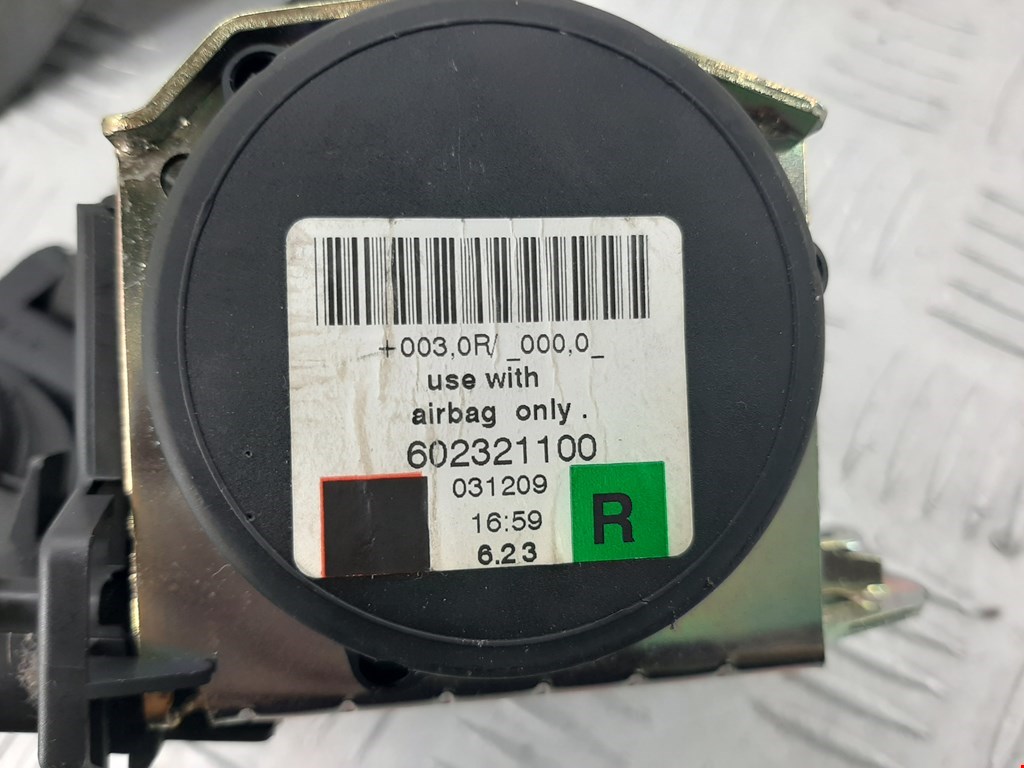 +003,0R/ _000,0_
use with
airbag only .
602321100
031209
16:59
6.23
R